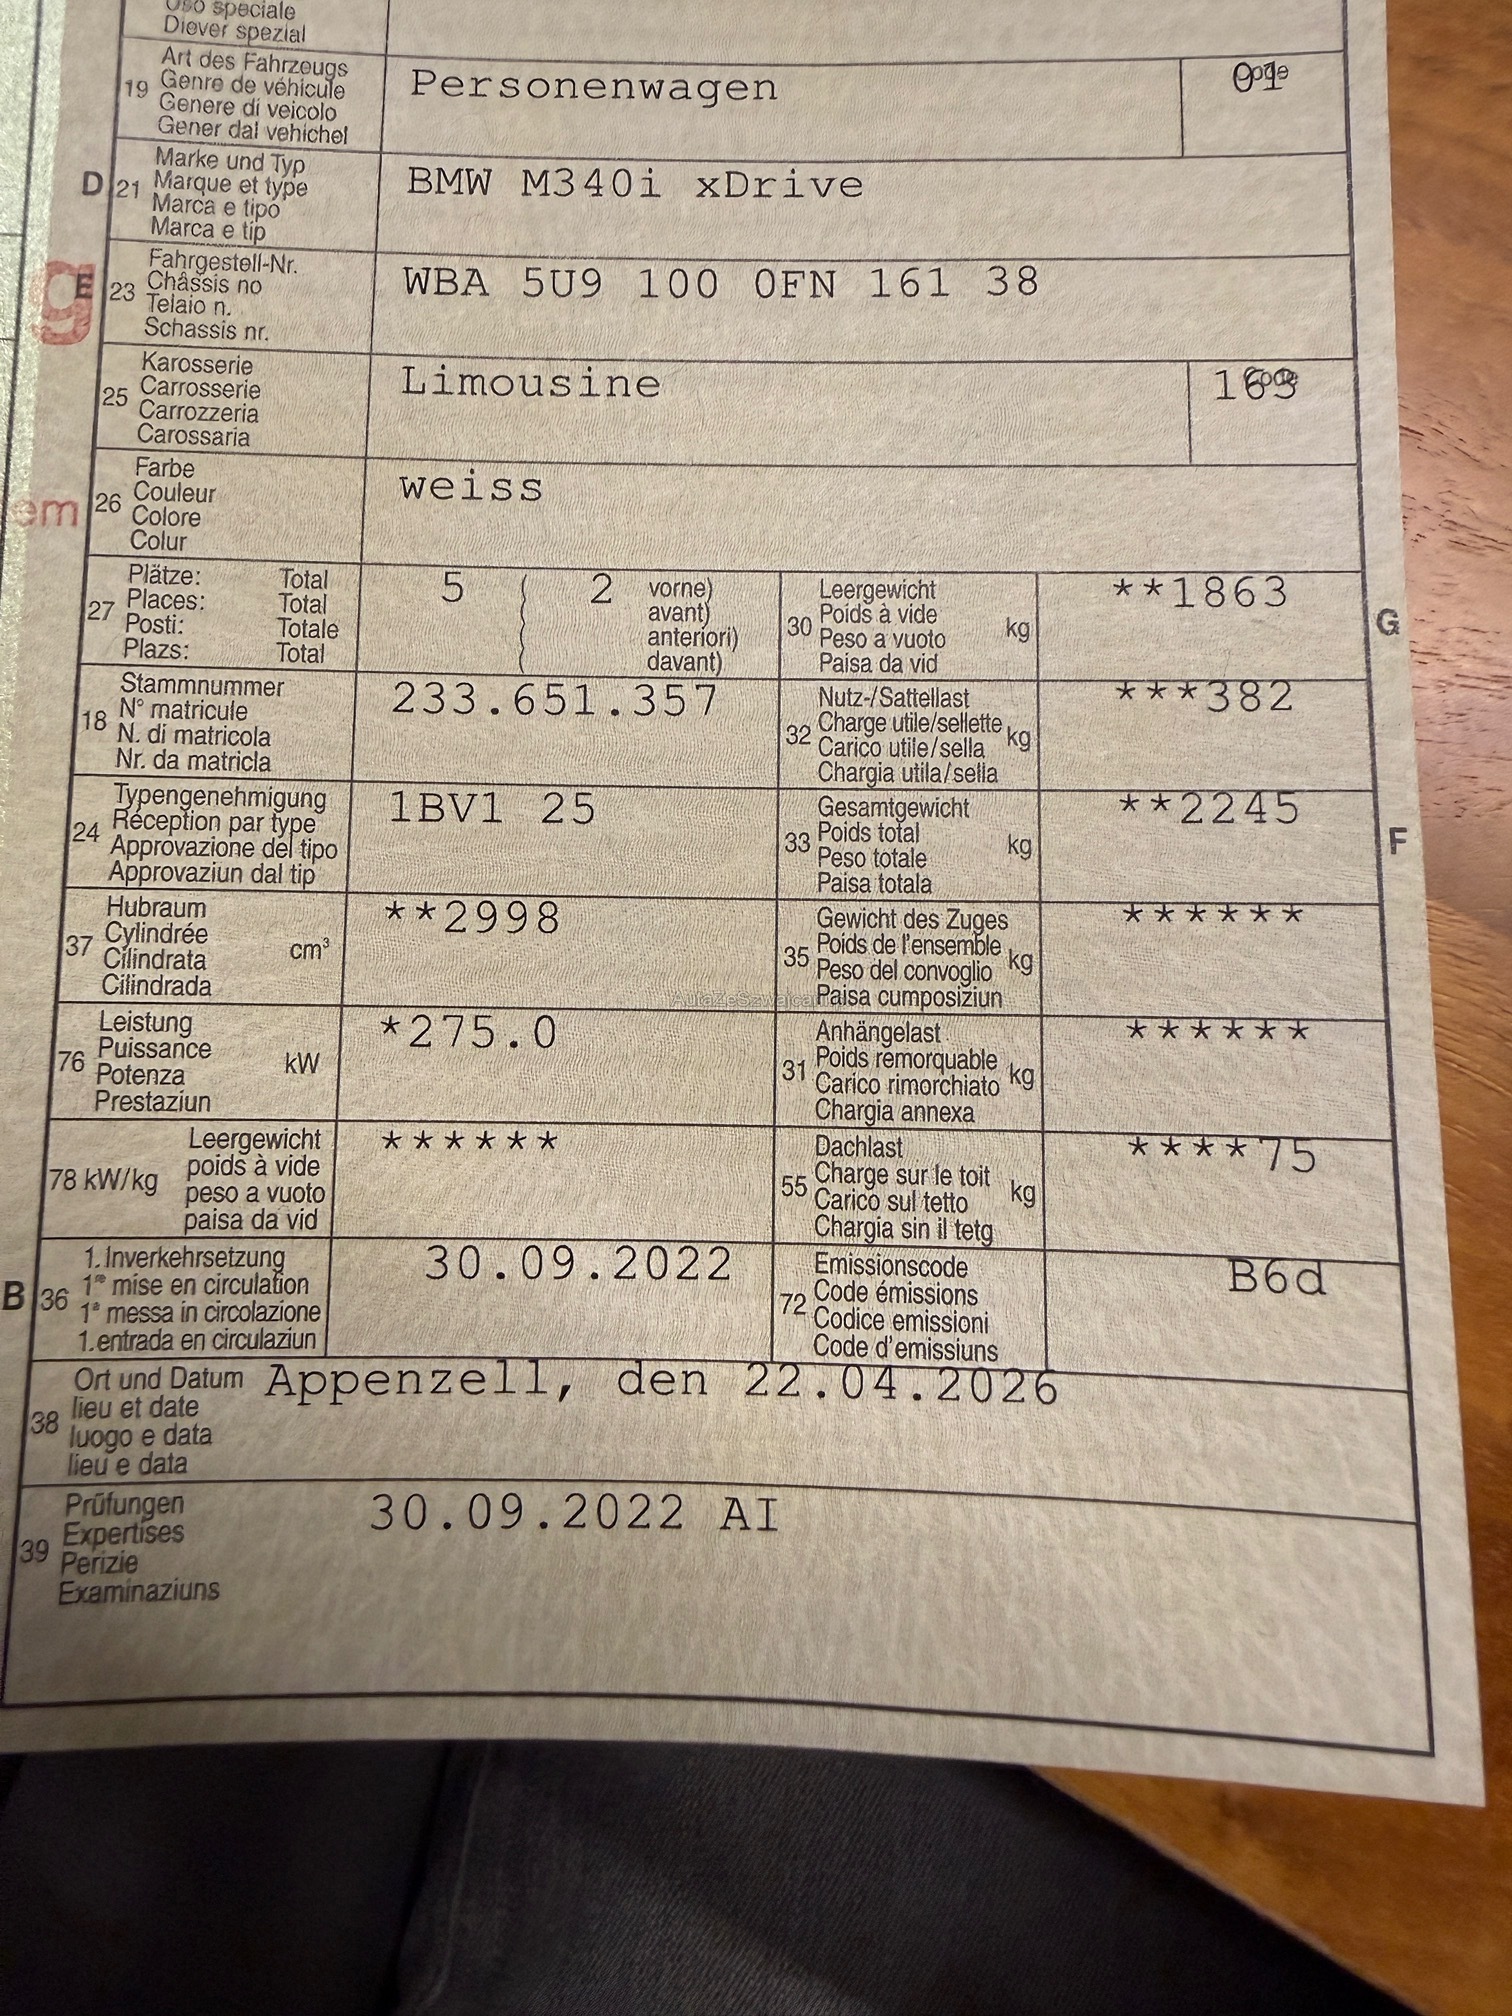 Uso speciale
Diever spezial
19 Art des Fahrzeugs
Genre de véhicule
Genere di veicolo
Gener dal vehichel
Personenwagen
Code 01
D 21 Marke und Typ
Marque et type
Marca e tipo
Marca e tip
BMW M340i xDrive
E 23 Fahrgestell-Nr.
Châssis no
Telaio n.
Schassis nr.
WBA 5U9 100 0FN 161 38
g
25 Karosserie
Carrosserie
Carrozzeria
Carossaria
Limousine
Code 163
26 Farbe
Couleur
Colore
Colur
weiss
em
27 Plätze: Total
Places: Total
Posti: Totale
Plazs: Total
5 ( 2 vorne)
avant)
anteriori)
davant)
30 Leergewicht
Poids à vide
Peso a vuoto kg
Paisa da vid
**1863
G
18 Stammnummer
N° matricule
N. di matricola
Nr. da matricla
233.651.357
32 Nutz-/Sattellast
Charge utile/sellette
Carico utile/sella kg
Chargia utila/sella
***382
24 Typengenehmigung
Réception par type
Approvazione del tipo
Approvaziun dal tip
1BV1 25
33 Gesamtgewicht
Poids total
Peso totale kg
Paisa totala
**2245
F
37 Hubraum
Cylindrée
Cilindrata cm³
Cilindrada
**2998
35 Gewicht des Zuges
Poids de l'ensemble
Peso del convoglio kg
Paisa cumposiziun
******
76 Leistung
Puissance
Potenza kW
Prestaziun
*275.0
31 Anhängelast
Poids remorquable
Carico rimorchiato kg
Chargia annexa
******
78 kW/kg Leergewicht
poids à vide
peso a vuoto
paisa da vid
******
55 Dachlast
Charge sur le toit
Carico sul tetto kg
Chargia sin il tetg
****75
B 36 1. Inverkehrsetzung
1re mise en circulation
1a messa in circolazione
1. entrada en circulaziun
30.09.2022
72 Emissionscode
Code émissions
Codice emissioni
Code d'emissiuns
B6d
38 Ort und Datum
lieu et date
luogo e data
lieu e data
Appenzell, den 22.04.2026
39 Prüfungen
Expertises
Perizie
Examinaziuns
30.09.2022 AI